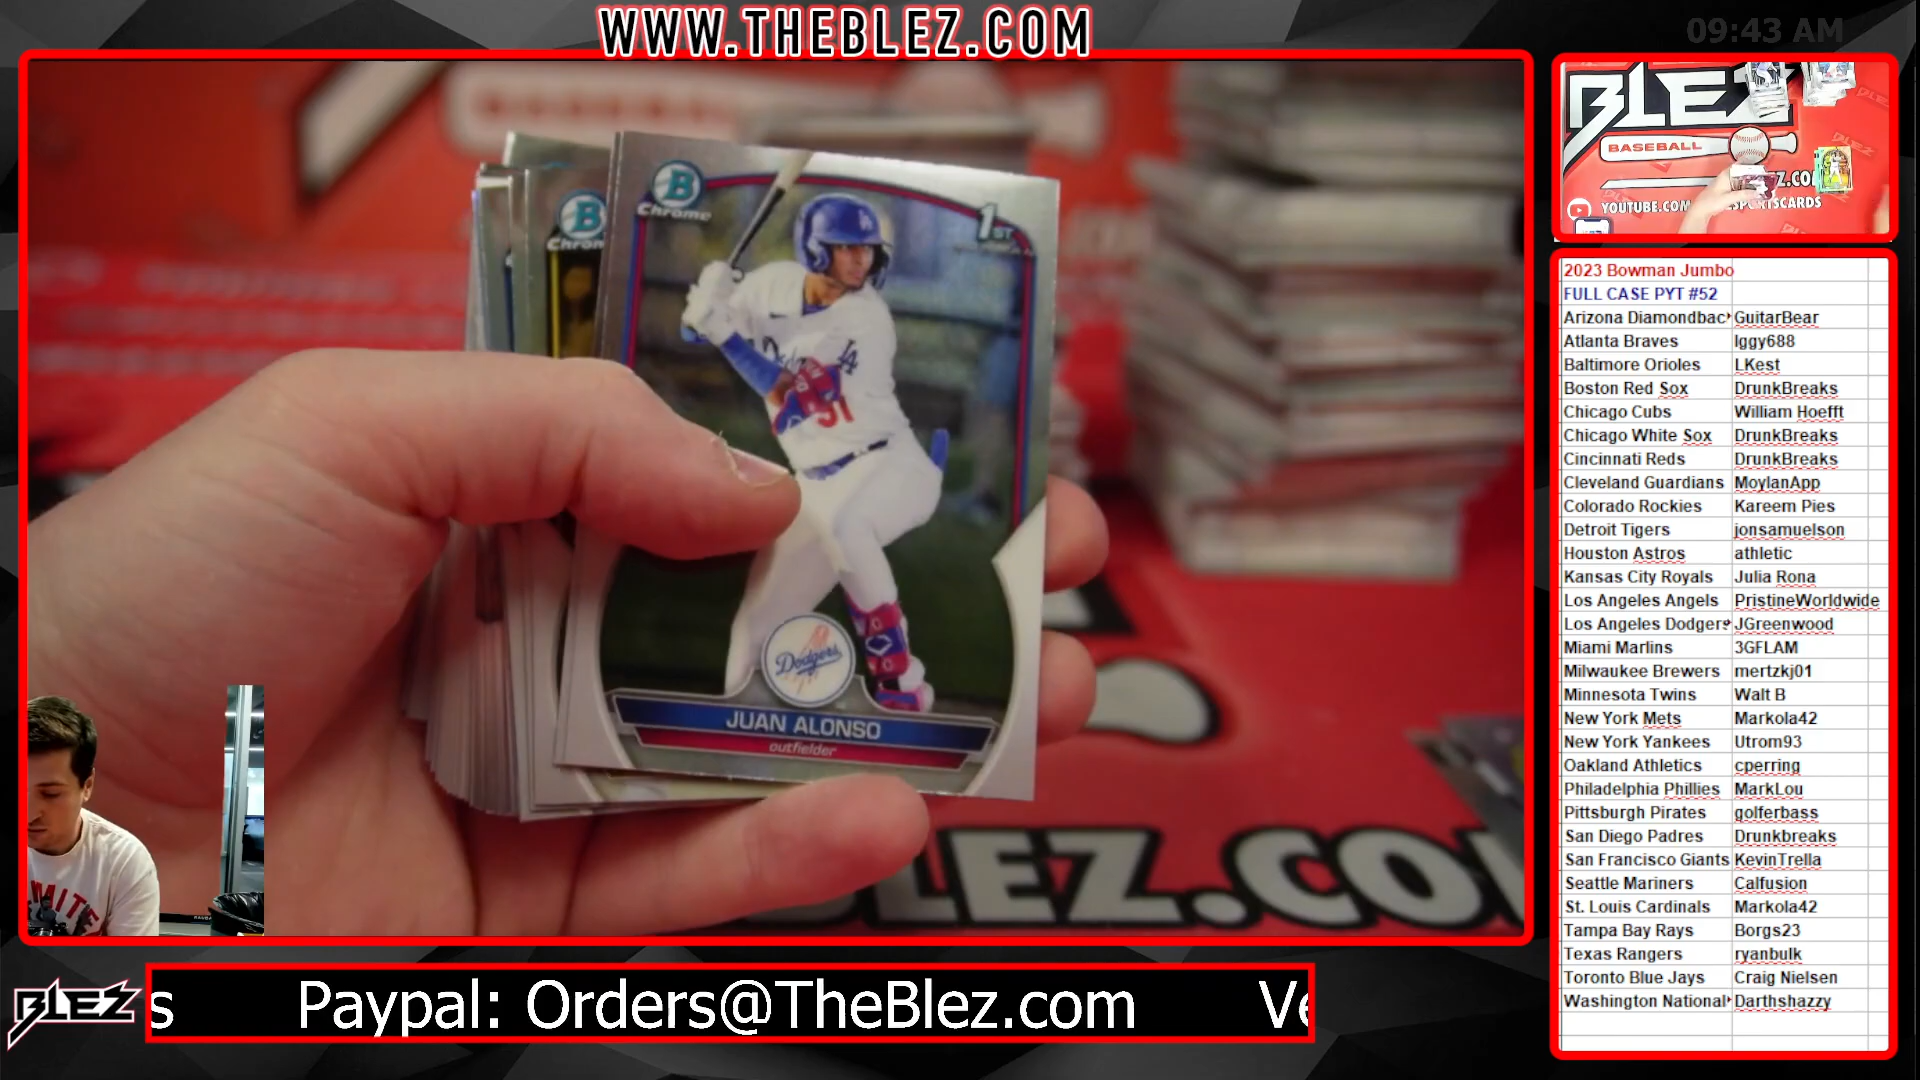 WWW.THEBLEZ.COM
09:43 AM
B
Chrome
B
Chrom
1ST
LA
Dodgers
31
Dodgers
JUAN ALONSO
outfielder
LEZ.CO
BLEZ
BASEBALL
YOUTUBE.COM
SPORTSCARDS
2023 Bowman Jumbo
FULL CASE PYT #52
Arizona Diamondbac GuitarBear
Atlanta Braves Iggy688
Baltimore Orioles LKest
Boston Red Sox DrunkBreaks
Chicago Cubs William Hoefft
Chicago White Sox DrunkBreaks
Cincinnati Reds DrunkBreaks
Cleveland Guardians MoylanApp
Colorado Rockies Kareem Pies
Detroit Tigers jonsamuelson
Houston Astros athletic
Kansas City Royals Julia Rona
Los Angeles Angels PristineWorldwide
Los Angeles Dodgers JGreenwood
Miami Marlins 3GFLAM
Milwaukee Brewers mertzkj01
Minnesota Twins Walt B
New York Mets Markola42
New York Yankees Utrom93
Oakland Athletics cperring
Philadelphia Phillies MarkLou
Pittsburgh Pirates golferbass
San Diego Padres Drunkbreaks
San Francisco Giants KevinTrella
Seattle Mariners Calfusion
St. Louis Cardinals Markola42
Tampa Bay Rays Borgs23
Texas Rangers ryanbulk
Toronto Blue Jays Craig Nielsen
Washington National Darthshazzy
BLEZ
s Paypal: Orders@TheBlez.com Ve